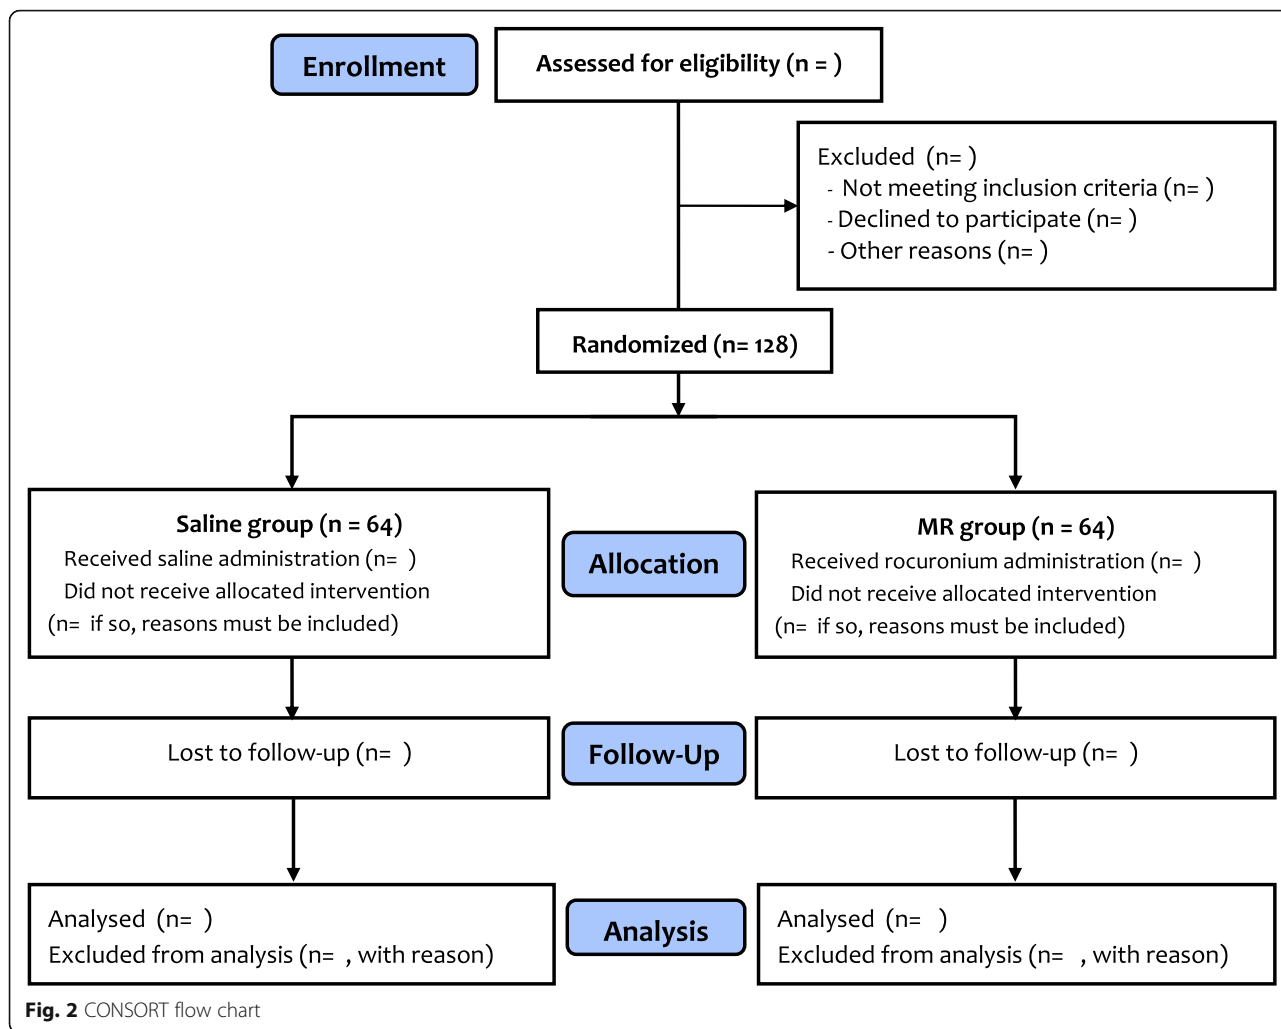 Enrollment
Assessed for eligibility (n = )
Excluded (n= )
- Not meeting inclusion criteria (n= )
- Declined to participate (n= )
- Other reasons (n= )
Randomized (n= 128)
Saline group (n = 64)
Received saline administration (n= )
Did not receive allocated intervention
(n= if so, reasons must be included)
Allocation
MR group (n = 64)
Received rocuronium administration (n= )
Did not receive allocated intervention
(n= if so, reasons must be included)
Lost to follow-up (n= )
Follow-Up
Lost to follow-up (n= )
Analysed (n= )
Excluded from analysis (n= , with reason)
Analysis
Analysed (n= )
Excluded from analysis (n= , with reason)
Fig. 2 CONSORT flow chart